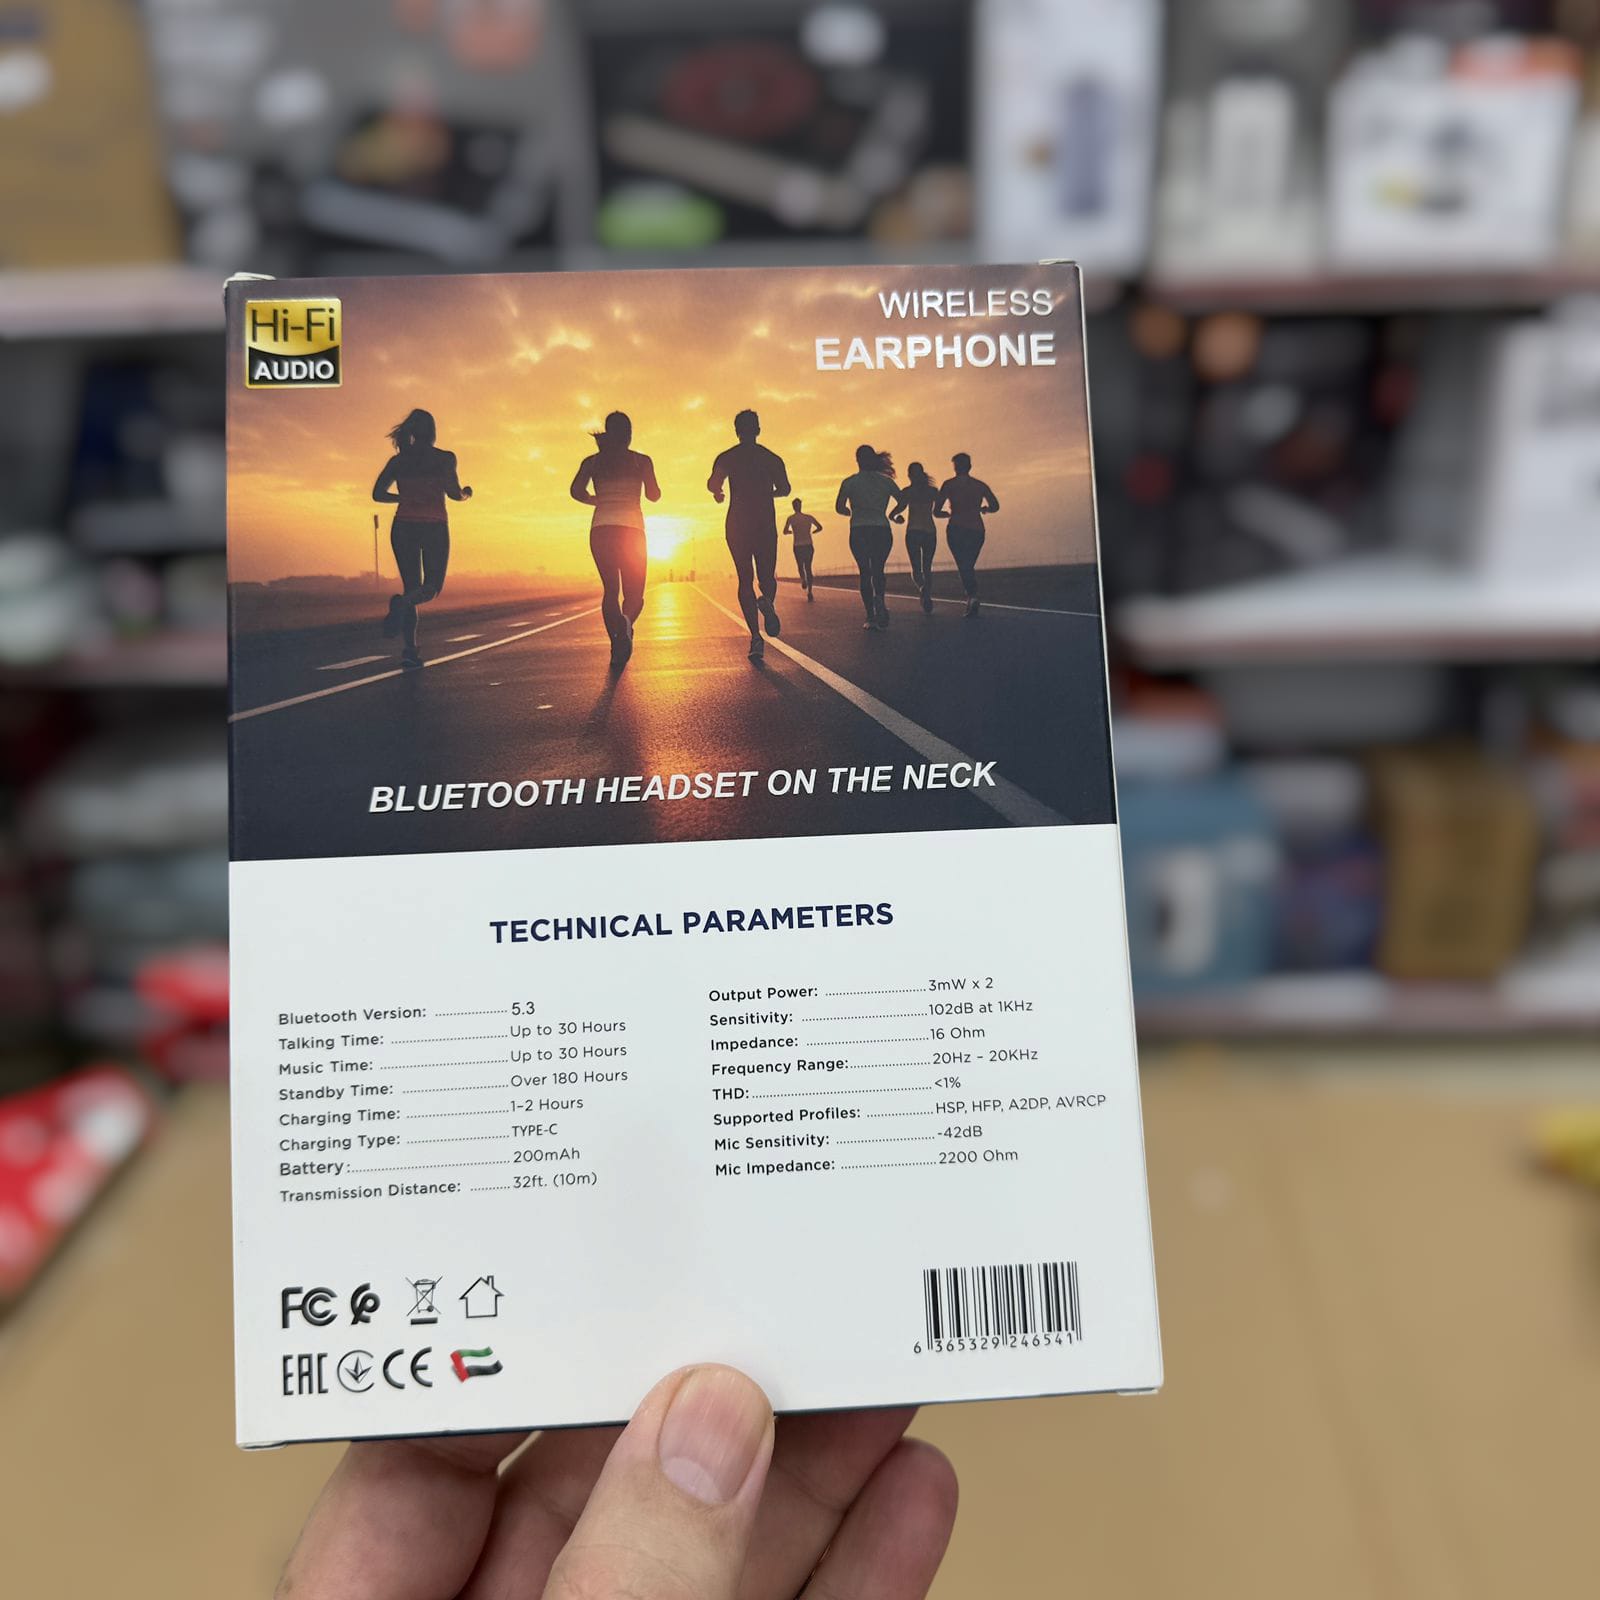 Hi-Fi
AUDIO
WIRELESS
EARPHONE
BLUETOOTH HEADSET ON THE NECK
TECHNICAL PARAMETERS
Bluetooth Version: ................... 5.3
Talking Time: .............................. Up to 30 Hours
Music Time: ................................. Up to 30 Hours
Standby Time: ........................... Over 180 Hours
Charging Time: .......................... 1-2 Hours
Charging Type: .......................... TYPE-C
Battery: ........................................ 200mAh
Transmission Distance: ........... 32ft. (10m)
Output Power: .......................... 3mW x 2
Sensitivity: ................................ 102dB at 1KHz
Impedance: ............................... 16 Ohm
Frequency Range: ..................... 20Hz - 20KHz
THD: .............................................. <1%
Supported Profiles: ................. HSP, HFP, A2DP, AVRCP
Mic Sensitivity: ......................... -42dB
Mic Impedance: ........................ 2200 Ohm
FC
EAC CE
6 365329 246541